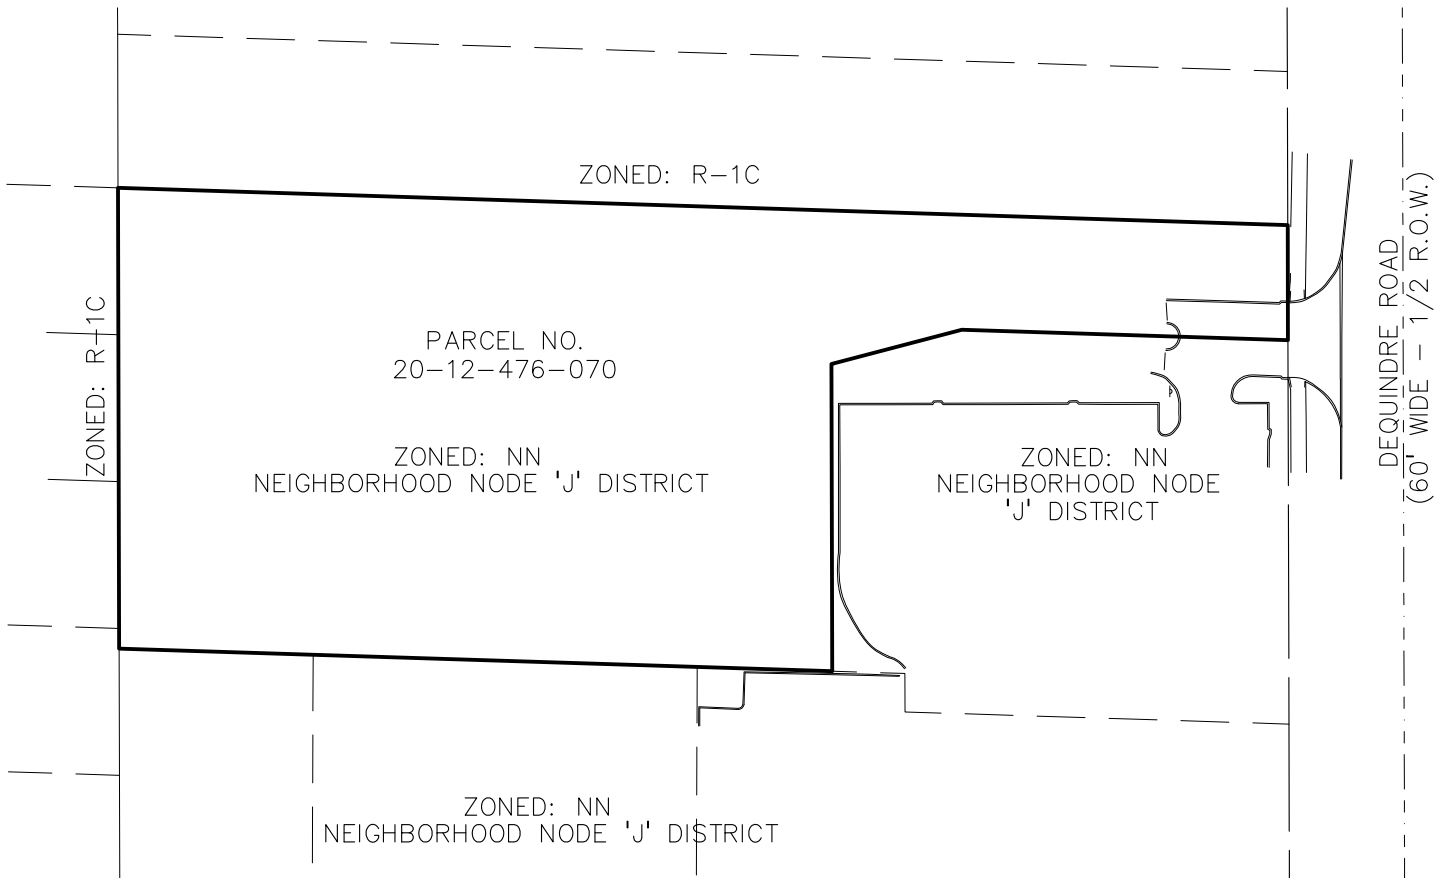 ZONED: R-1C
ZONED: R-1C
PARCEL NO.
20-12-476-070
ZONED: NN
NEIGHBORHOOD NODE 'J' DISTRICT
ZONED: NN
NEIGHBORHOOD NODE
'J' DISTRICT
DEQUINDRE ROAD
(60' WIDE - 1/2 R.O.W.)
ZONED: NN
NEIGHBORHOOD NODE 'J' DISTRICT